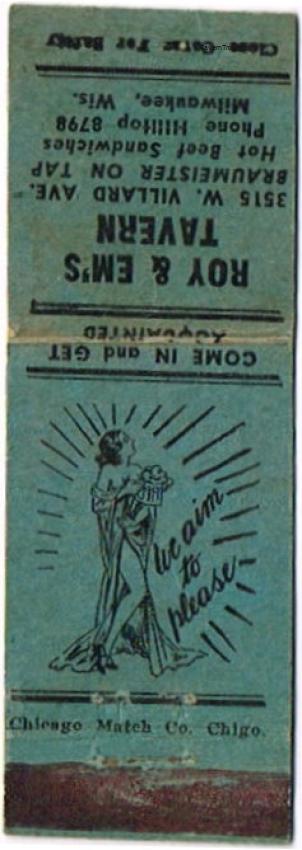 Close Cover For Safety
ROY & EM'S
TAVERN
3515 W. VILLARD AVE.
BRAUMEISTER ON TAP
Hot Beef Sandwiches
Phone Hilltop 8798
Milwaukee, Wis.
COME IN and GET
ACQUAINTED
We aim
to
please
Chicago Match Co. Chigo.